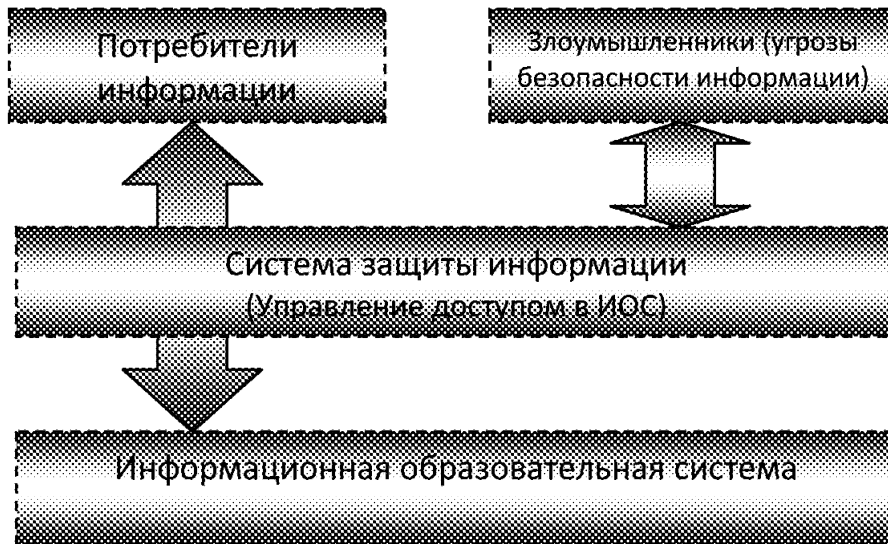 Потребители
информации
Злоумышленники (угрозы
безопасности информации)
Система защиты информации
(Управление доступом в ИОС)
Информационная образовательная система